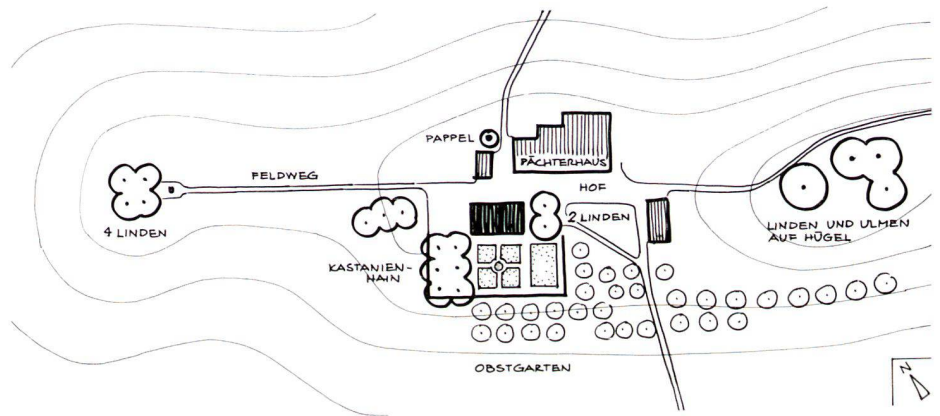 PAPPEL
PÄCHTERHAUS
FELDWEG
HOF
4 LINDEN
2 LINDEN
LINDEN UND ULMEN
AUF HÜGEL
KASTANIEN-
HAIN
OBSTGARTEN
N